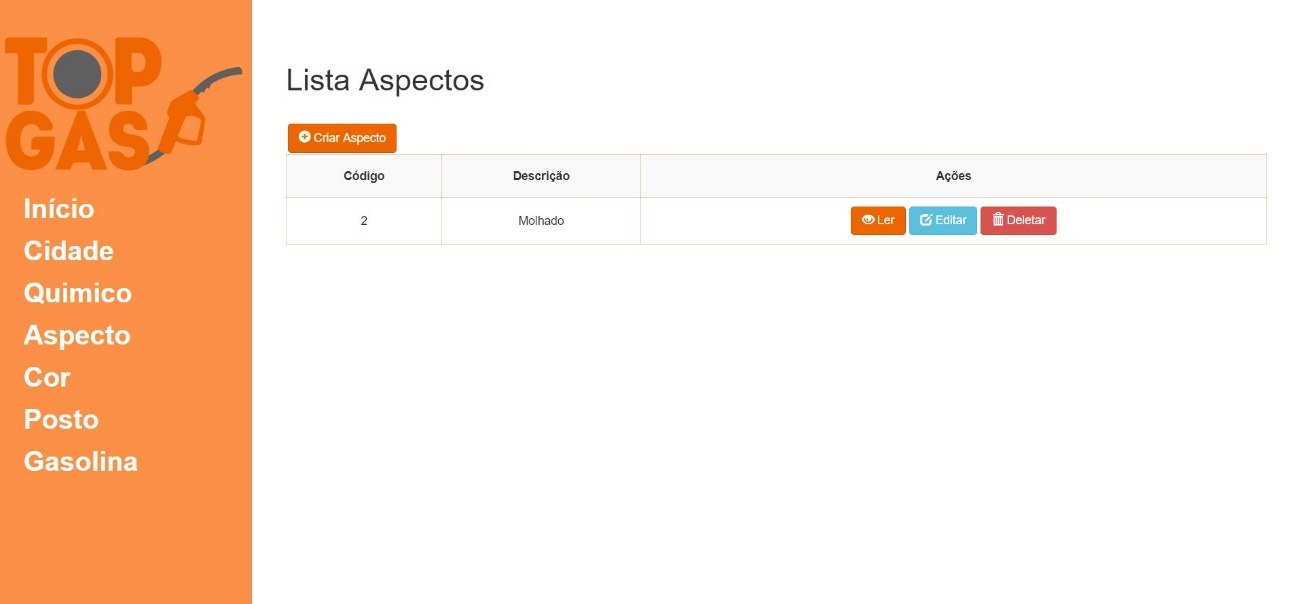 TOP
GAS
Início
Cidade
Quimico
Aspecto
Cor
Posto
Gasolina
Lista Aspectos
Criar Aspecto
Código Descrição Ações
2 Molhado Ler Editar Deletar